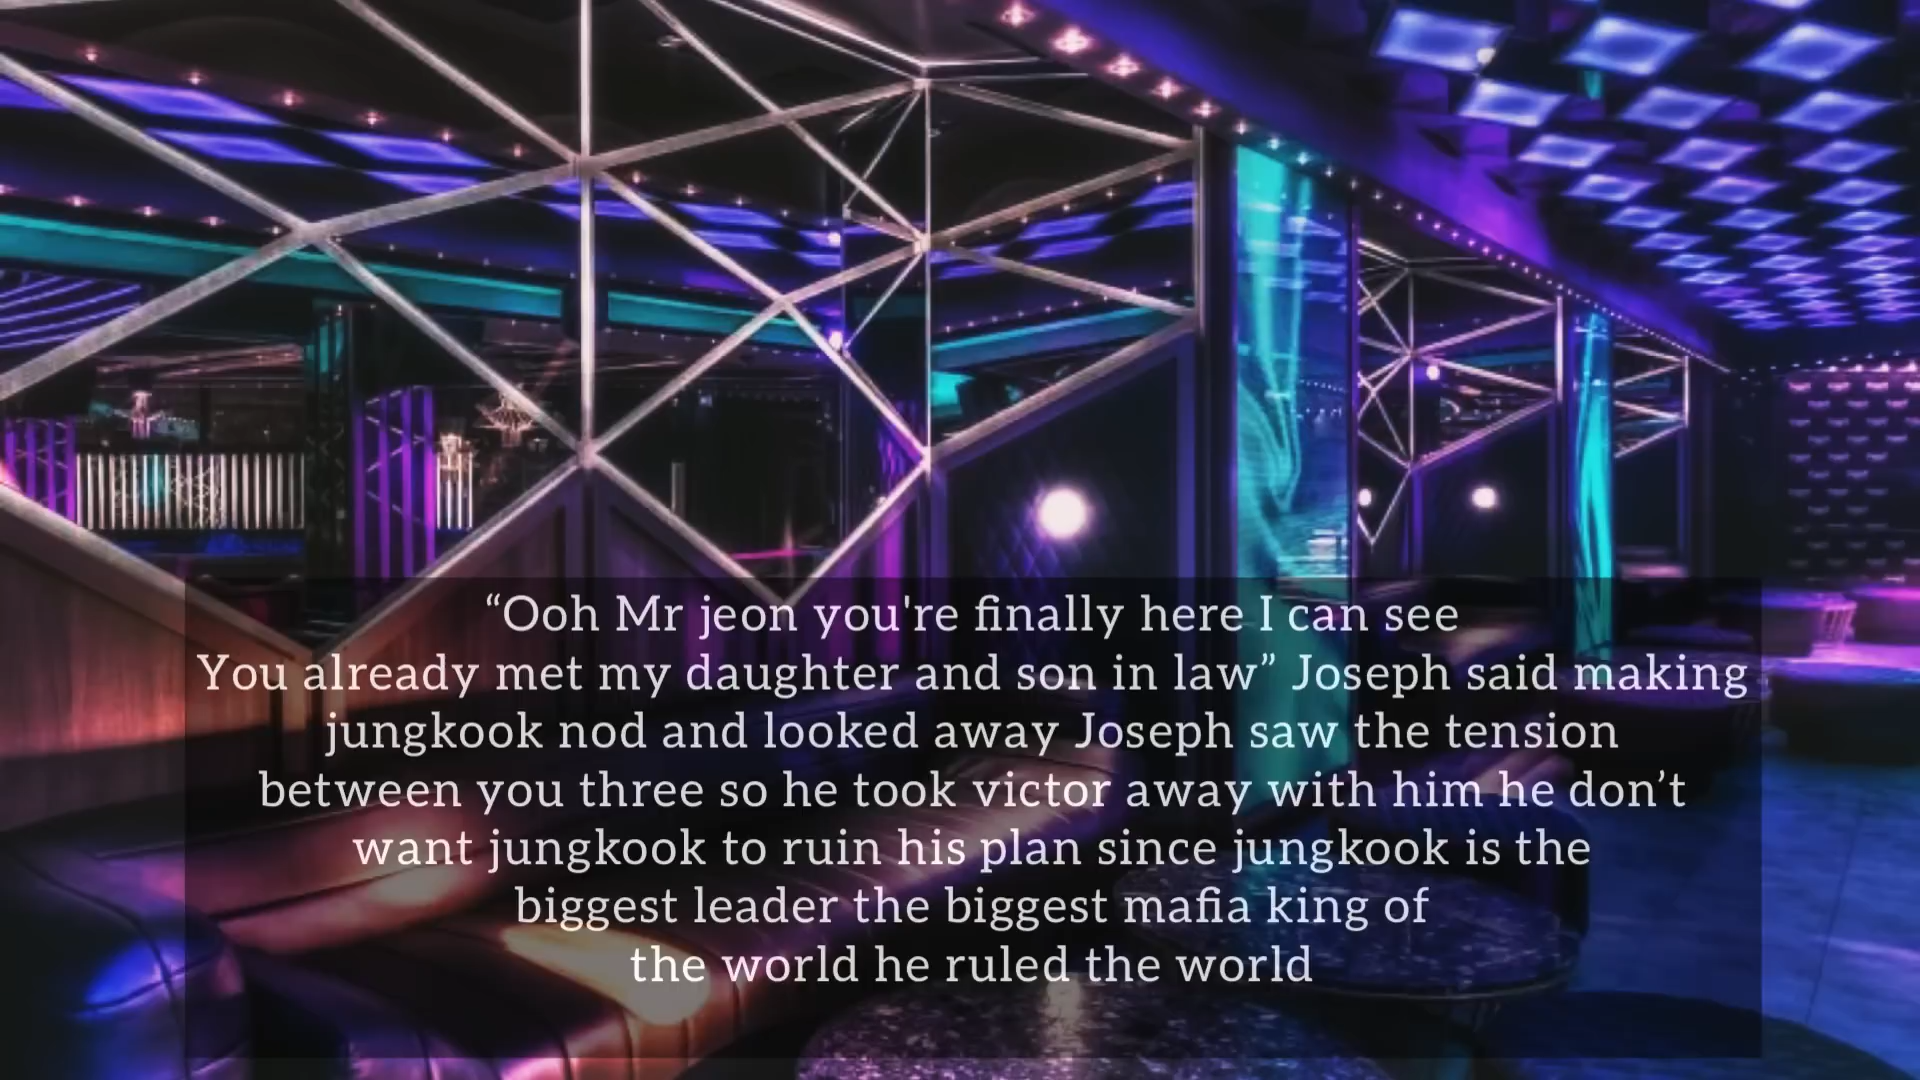 “Ooh Mr jeon you're finally here I can see
You already met my daughter and son in law” Joseph said making
jungkook nod and looked away Joseph saw the tension
between you three so he took victor away with him he don’t
want jungkook to ruin his plan since jungkook is the
biggest leader the biggest mafia king of
the world he ruled the world